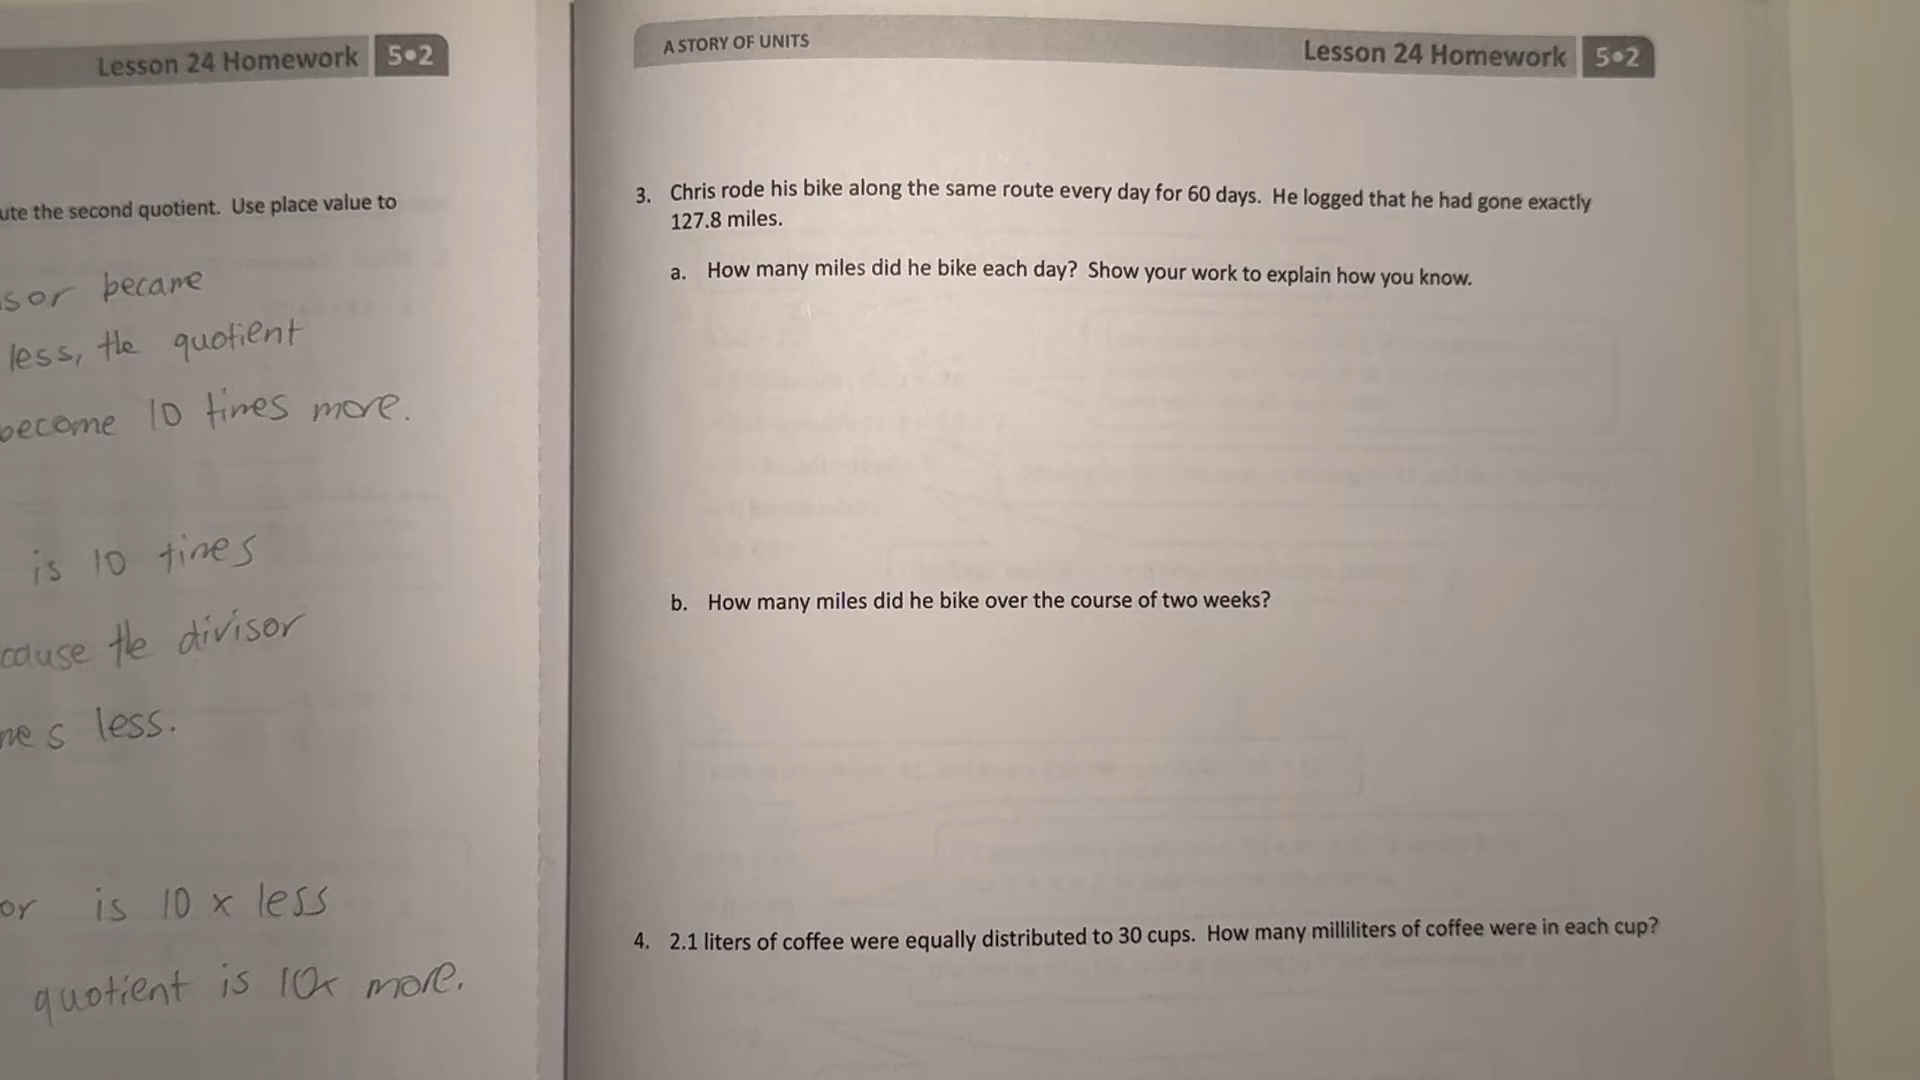 Lesson 24 Homework 5•2
ute the second quotient. Use place value to
sor became
less, the quotient
become 10 times more.
is 10 times
cause the divisor
mes less.
or is 10 x less
quotient is 10x more.
A STORY OF UNITS
Lesson 24 Homework 5•2
3. Chris rode his bike along the same route every day for 60 days. He logged that he had gone exactly
127.8 miles.
a. How many miles did he bike each day? Show your work to explain how you know.
b. How many miles did he bike over the course of two weeks?
4. 2.1 liters of coffee were equally distributed to 30 cups. How many milliliters of coffee were in each cup?